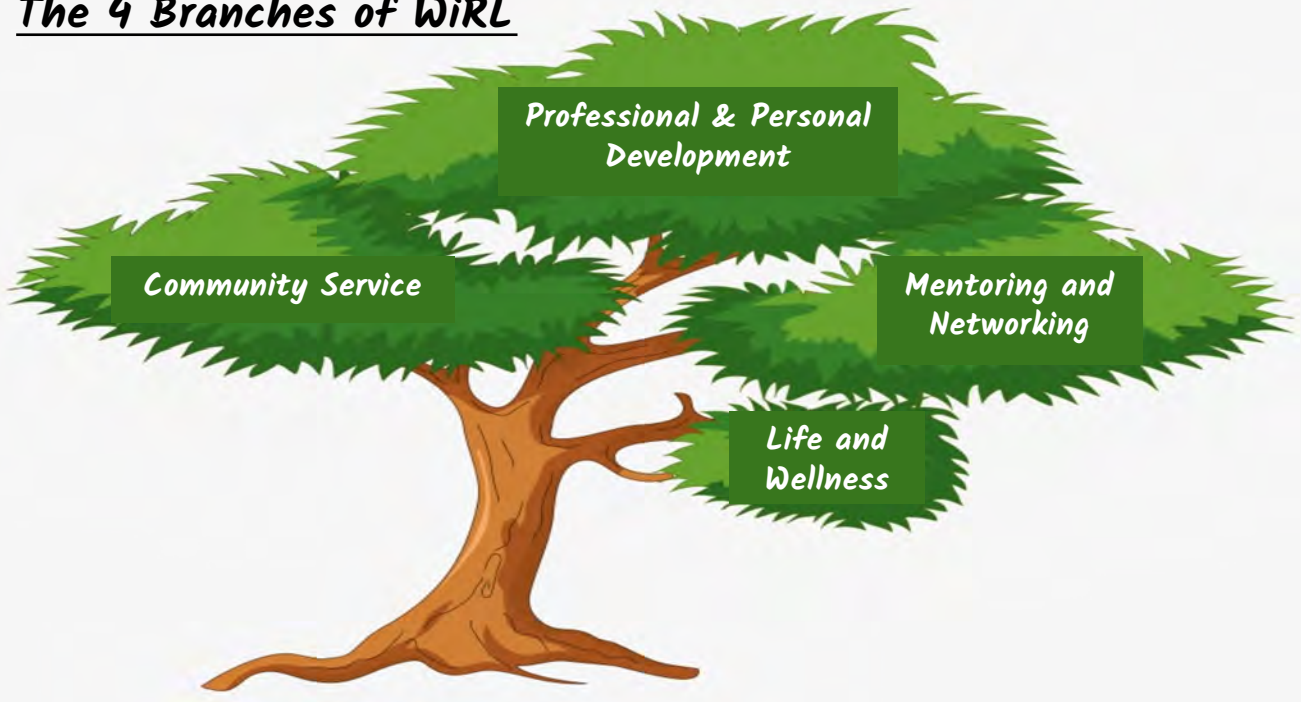 The 4 Branches of WiRL
Professional & Personal
Development
Community Service
Mentoring and
Networking
Life and
Wellness